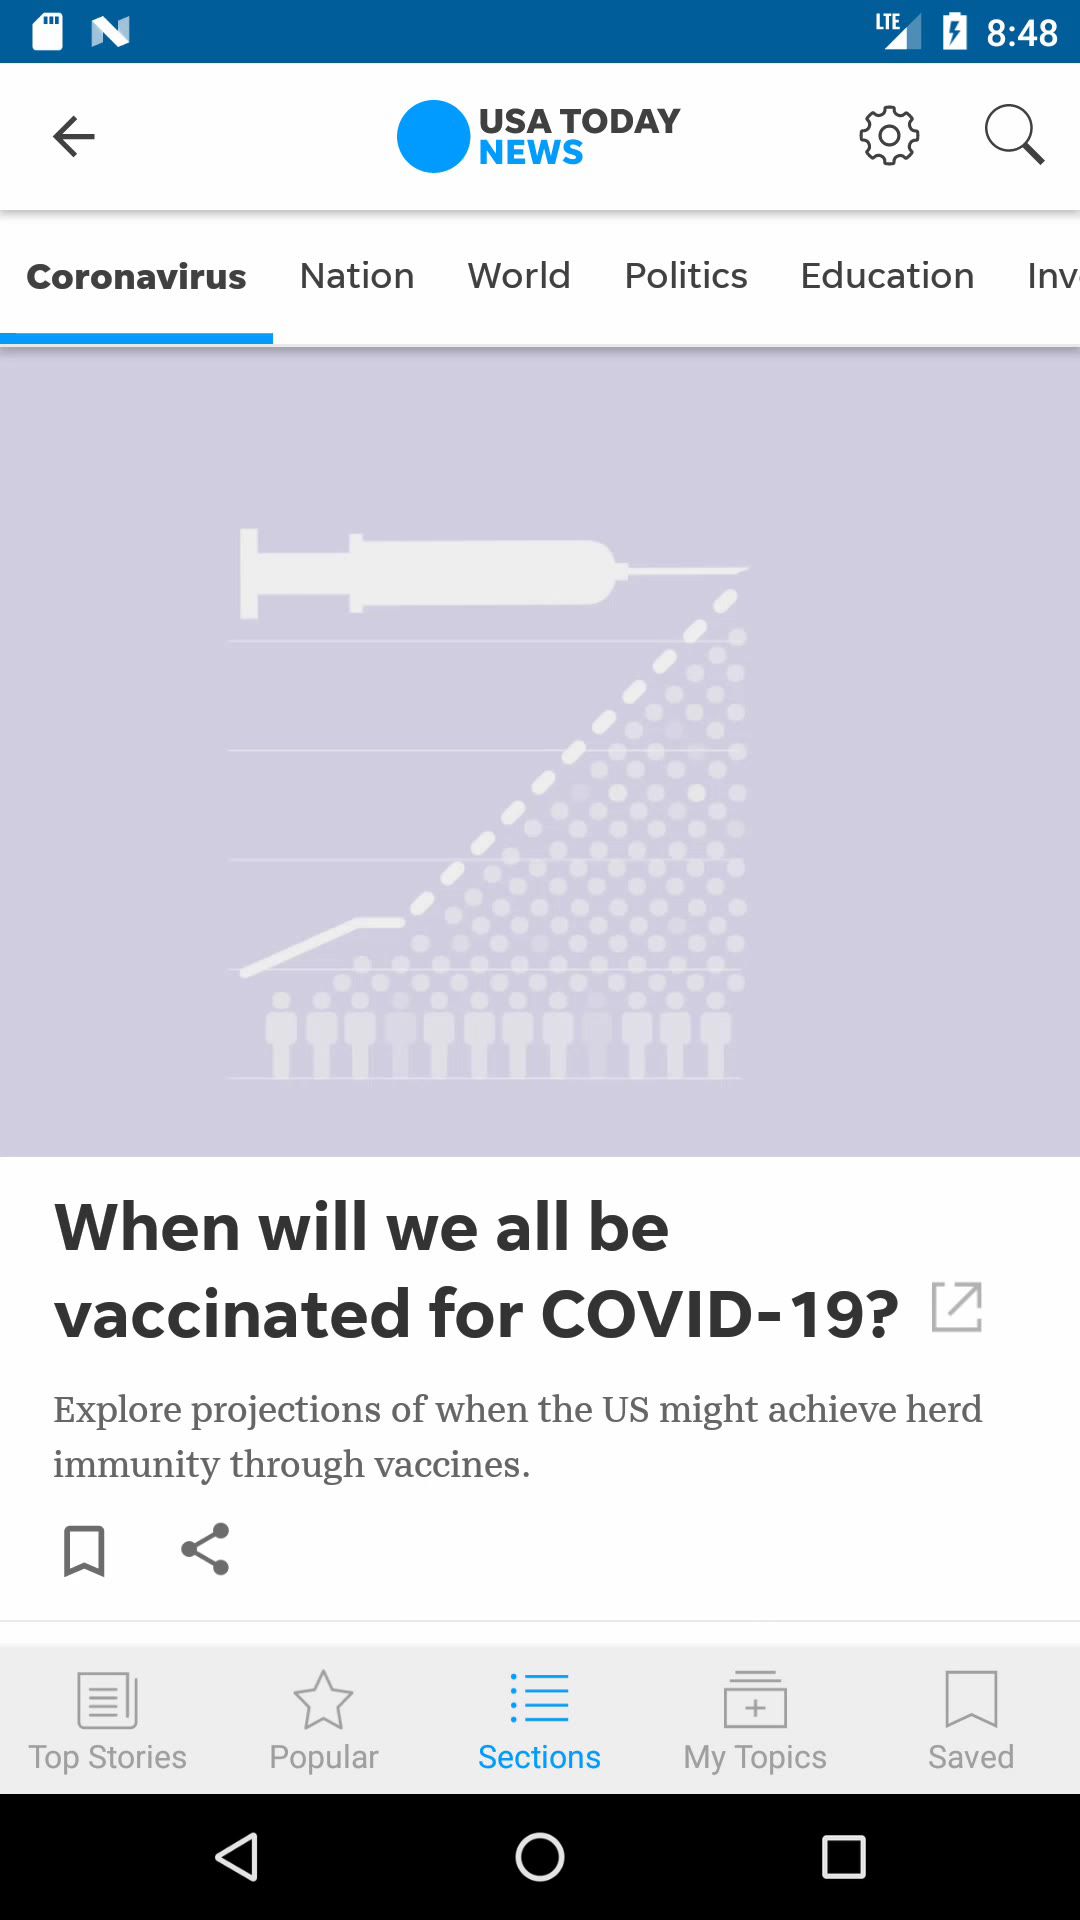 LTE 8:48
USA TODAY
NEWS
Coronavirus Nation World Politics Education Inv
When will we all be
vaccinated for COVID-19?
Explore projections of when the US might achieve herd
immunity through vaccines.
Top Stories Popular Sections My Topics Saved